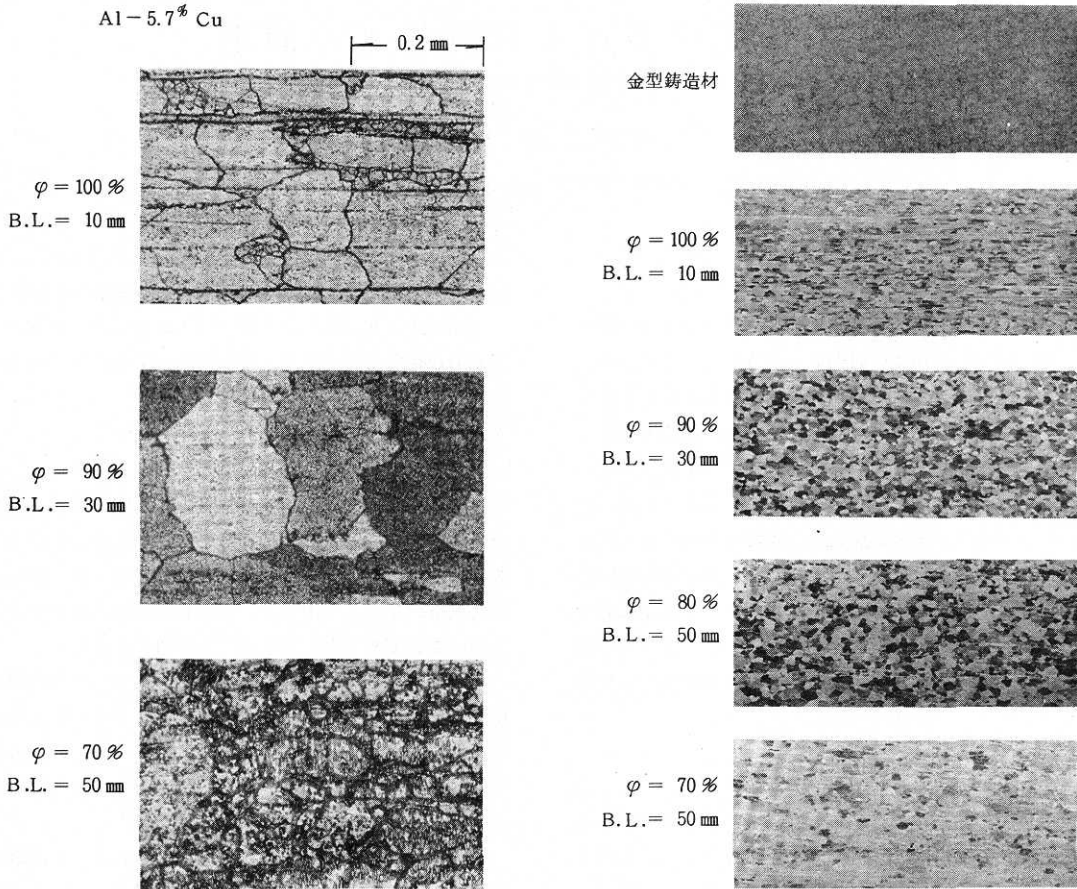 Al－5.7% Cu
0.2 ㎜
φ = 100 %
B.L.= 10 ㎜
φ = 90%
B.L.= 30 ㎜
φ = 70%
B.L. = 50 ㎜
金型鋳造材
φ = 100 %
B.L.= 10 ㎜
φ = 90 %
B.L.= 30 ㎜
φ = 80 %
B.L.= 50 ㎜
φ = 70 %
B.L.= 50 ㎜